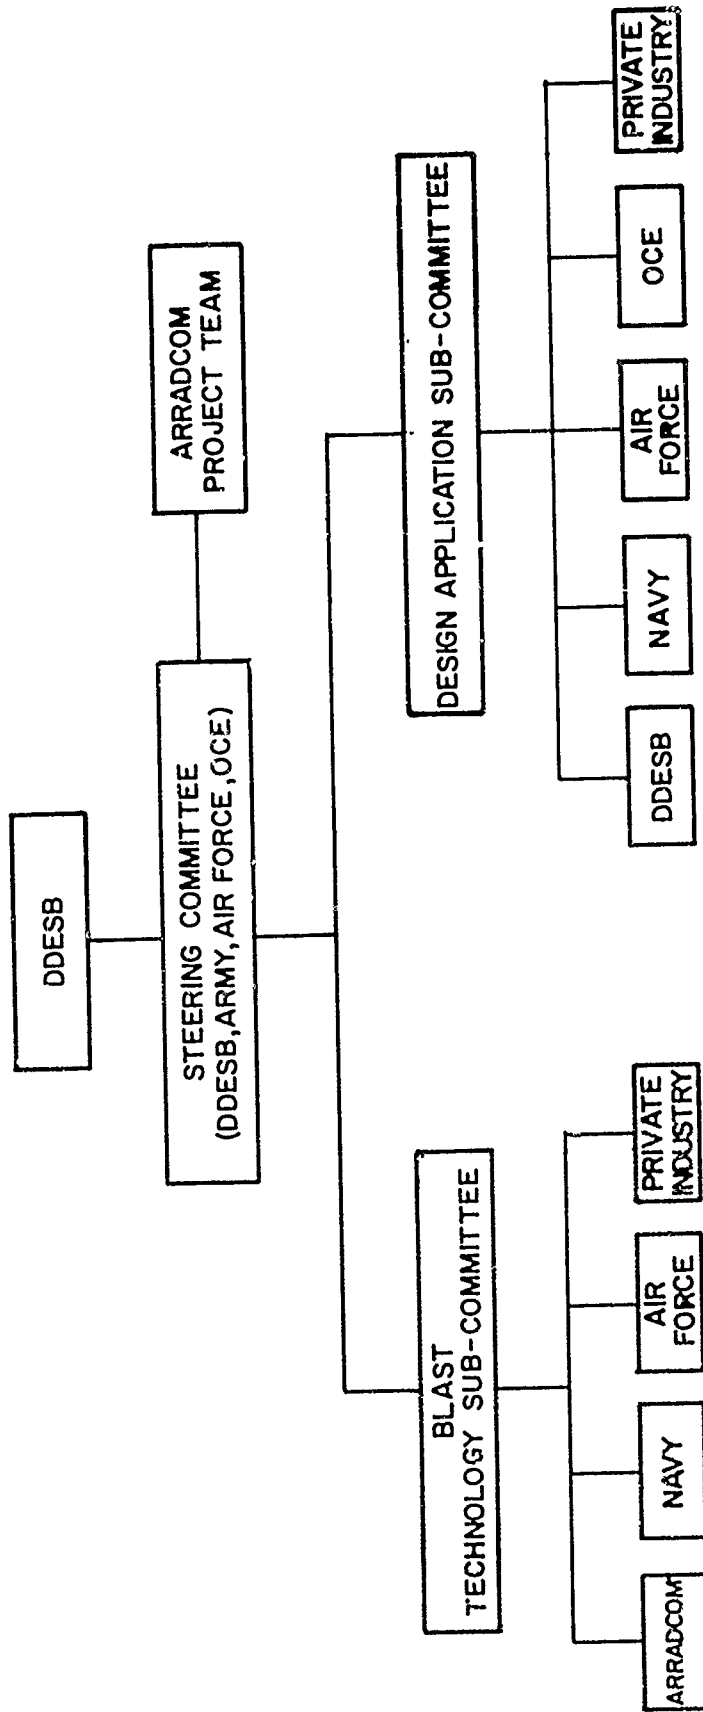 DDESB
STEERING COMMITTEE
(DDESB,ARMY,AIR FORCE,OCE)
ARRADCOM
PROJECT TEAM
BLAST
TECHNOLOGY SUB-COMMITTEE
DESIGN APPLICATION SUB-COMMITTEE
ARRADCOM
NAVY
AIR
FORCE
PRIVATE
INDUSTRY
DDESB
NAVY
AIR
FORCE
OCE
PRIVATE
INDUSTRY